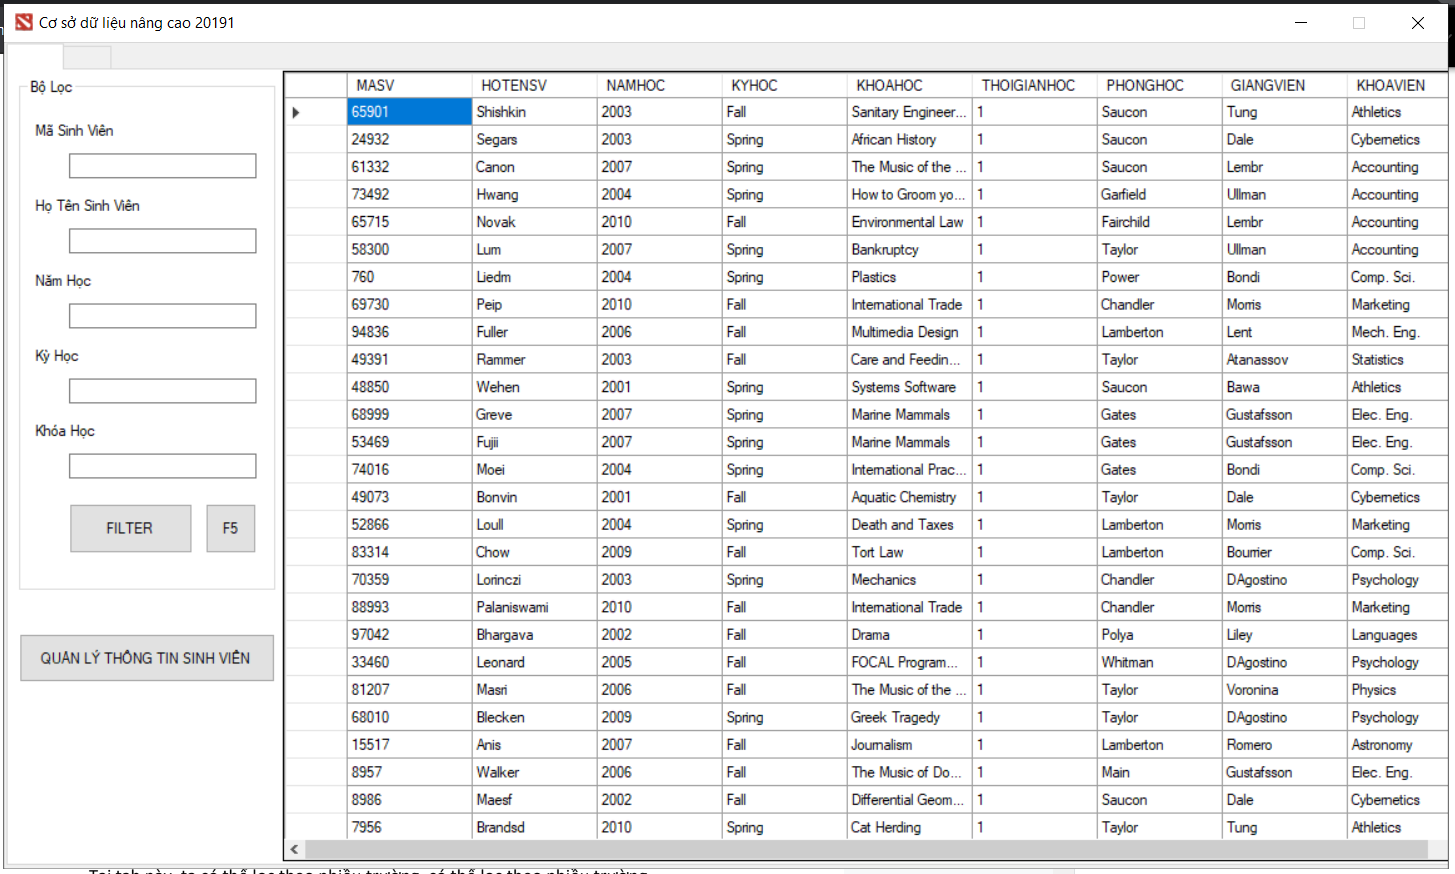 Cơ sở dữ liệu nâng cao 20191
Bộ Lọc
Mã Sinh Viên
Họ Tên Sinh Viên
Năm Học
Kỳ Học
Khóa Học
FILTER F5
QUẢN LÝ THÔNG TIN SINH VIÊN
MASV HOTENSV NAMHOC KYHOC KHOAHOC THOIGIANHOC PHONGHOC GIANGVIEN KHOAVIEN
65901 Shishkin 2003 Fall Sanitary Engineer... 1 Saucon Tung Athletics
24932 Segars 2003 Spring African History 1 Saucon Dale Cybernetics
61332 Canon 2007 Spring The Music of the ... 1 Saucon Lembr Accounting
73492 Hwang 2004 Spring How to Groom yo... 1 Garfield Ullman Accounting
65715 Novak 2010 Fall Environmental Law 1 Fairchild Lembr Accounting
58300 Lum 2007 Spring Bankruptcy 1 Taylor Ullman Accounting
760 Liedm 2004 Spring Plastics 1 Power Bondi Comp. Sci.
69730 Peip 2010 Fall International Trade 1 Chandler Morris Marketing
94836 Fuller 2006 Fall Multimedia Design 1 Lamberton Lent Mech. Eng.
49391 Rammer 2003 Fall Care and Feedin... 1 Taylor Atanassov Statistics
48850 Wehen 2001 Spring Systems Software 1 Saucon Bawa Athletics
68999 Greve 2007 Spring Marine Mammals 1 Gates Gustafsson Elec. Eng.
53469 Fujii 2007 Spring Marine Mammals 1 Gates Gustafsson Elec. Eng.
74016 Moei 2004 Spring International Prac... 1 Gates Bondi Comp. Sci.
49073 Bonvin 2001 Fall Aquatic Chemistry 1 Taylor Dale Cybernetics
52866 Loull 2004 Spring Death and Taxes 1 Lamberton Morris Marketing
83314 Chow 2009 Fall Tort Law 1 Lamberton Bourrier Comp. Sci.
70359 Lorinczi 2003 Spring Mechanics 1 Chandler DAgostino Psychology
88993 Palaniswami 2010 Fall International Trade 1 Chandler Morris Marketing
97042 Bhargava 2002 Fall Drama 1 Polya Liley Languages
33460 Leonard 2005 Fall FOCAL Program... 1 Whitman DAgostino Psychology
81207 Masri 2006 Fall The Music of the ... 1 Taylor Voronina Physics
68010 Blecken 2009 Spring Greek Tragedy 1 Taylor DAgostino Psychology
15517 Anis 2007 Fall Journalism 1 Lamberton Romero Astronomy
8957 Walker 2006 Fall The Music of Do... 1 Main Gustafsson Elec. Eng.
8986 Maesf 2002 Fall Differential Geom... 1 Saucon Dale Cybernetics
7956 Brandsd 2010 Spring Cat Herding 1 Taylor Tung Athletics